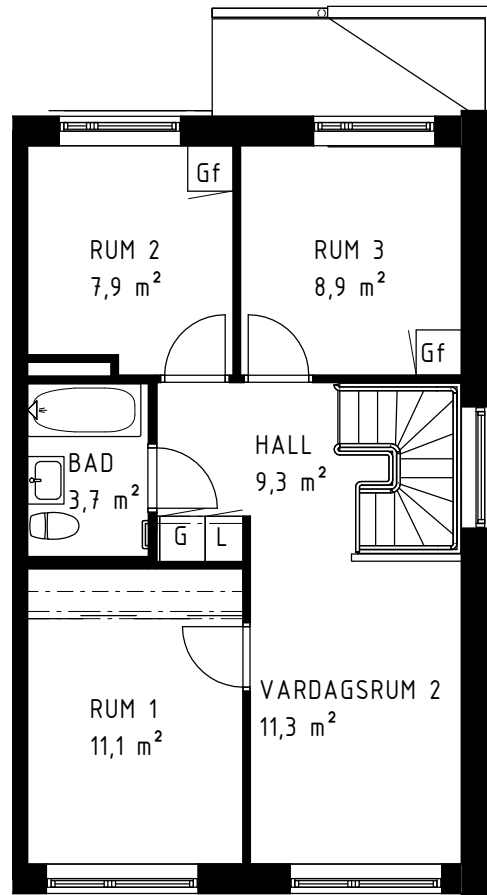 Gf
RUM 2
7,9 m²
RUM 3
8,9 m²
Gf
HALL
9,3 m²
BAD
3,7 m²
G
L
VARDAGSRUM 2
11,3 m²
RUM 1
11,1 m²